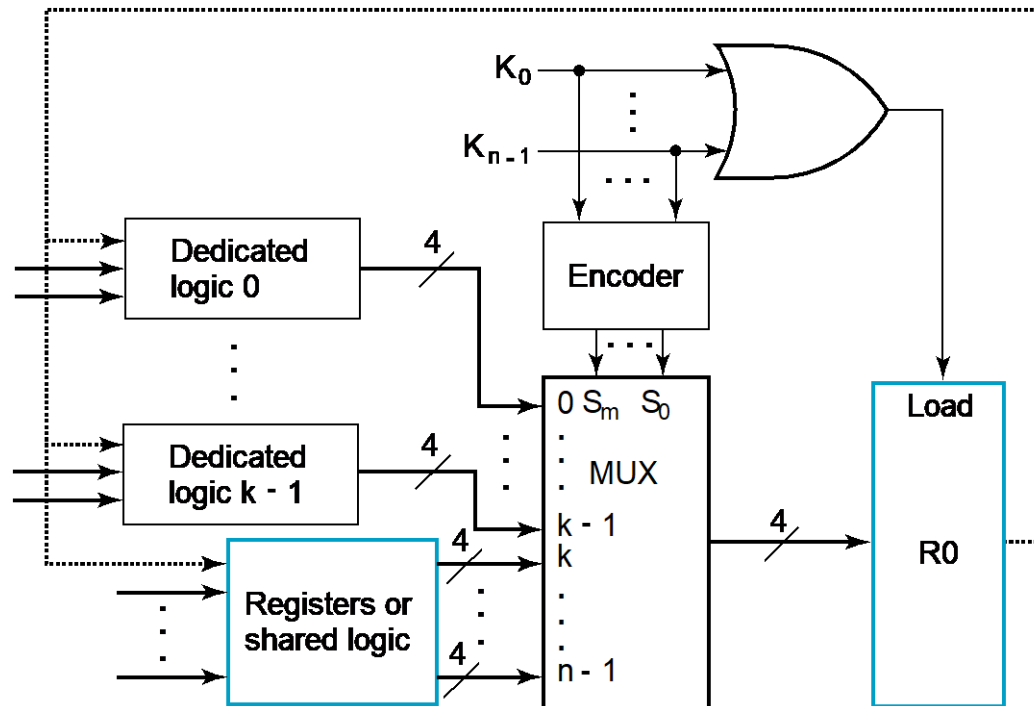 K0
Kn-1
Dedicated
logic 0
4
Encoder
0 Sm S0
Load
Dedicated
logic k - 1
4
MUX
k - 1
4
k
4
R0
Registers or
shared logic
4
n - 1